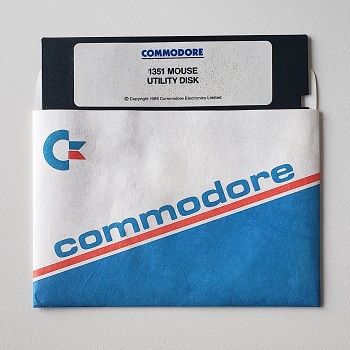 COMMODORE
1351 MOUSE
UTILITY DISK
© Copyright 1986 Commodore Electronics Limited
commodore